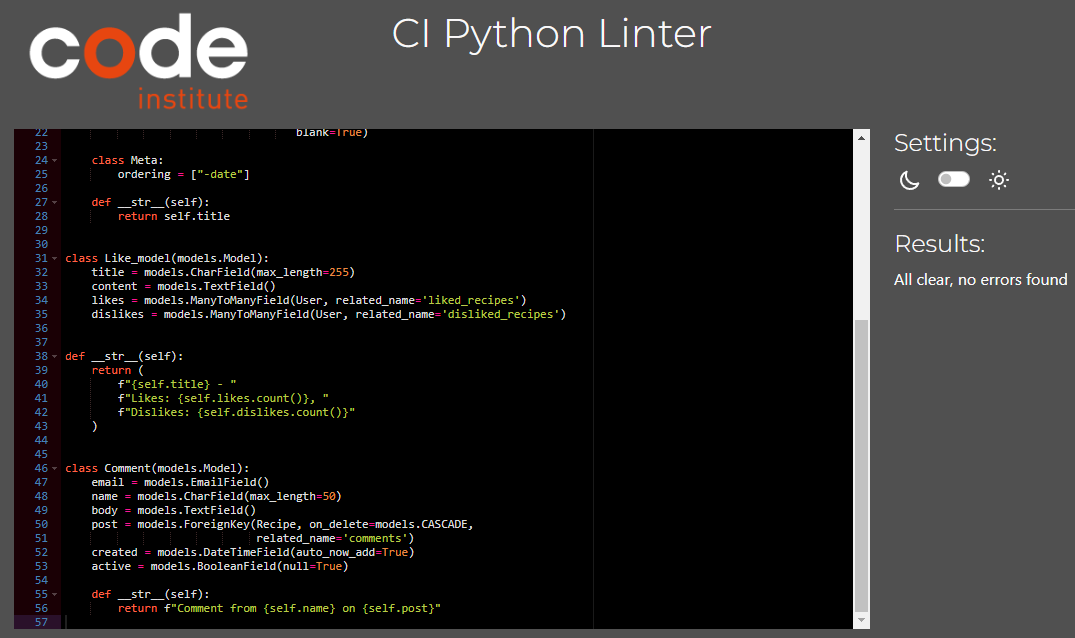 code
institute
CI Python Linter
22 blank=True)
23
24 class Meta:
25 ordering = ["-date"]
26
27 def __str__(self):
28 return self.title
29
30
31 class Like_model(models.Model):
32 title = models.CharField(max_length=255)
33 content = models.TextField()
34 likes = models.ManyToManyField(User, related_name='liked_recipes')
35 dislikes = models.ManyToManyField(User, related_name='disliked_recipes')
36
37
38 def __str__(self):
39 return (
40 f"{self.title} - "
41 f"Likes: {self.likes.count()}, "
42 f"Dislikes: {self.dislikes.count()}"
43 )
44
45
46 class Comment(models.Model):
47 email = models.EmailField()
48 name = models.CharField(max_length=50)
49 body = models.TextField()
50 post = models.ForeignKey(Recipe, on_delete=models.CASCADE,
51 related_name='comments')
52 created = models.DateTimeField(auto_now_add=True)
53 active = models.BooleanField(null=True)
54
55 def __str__(self):
56 return f"Comment from {self.name} on {self.post}"
57
Settings:
Results:
All clear, no errors found